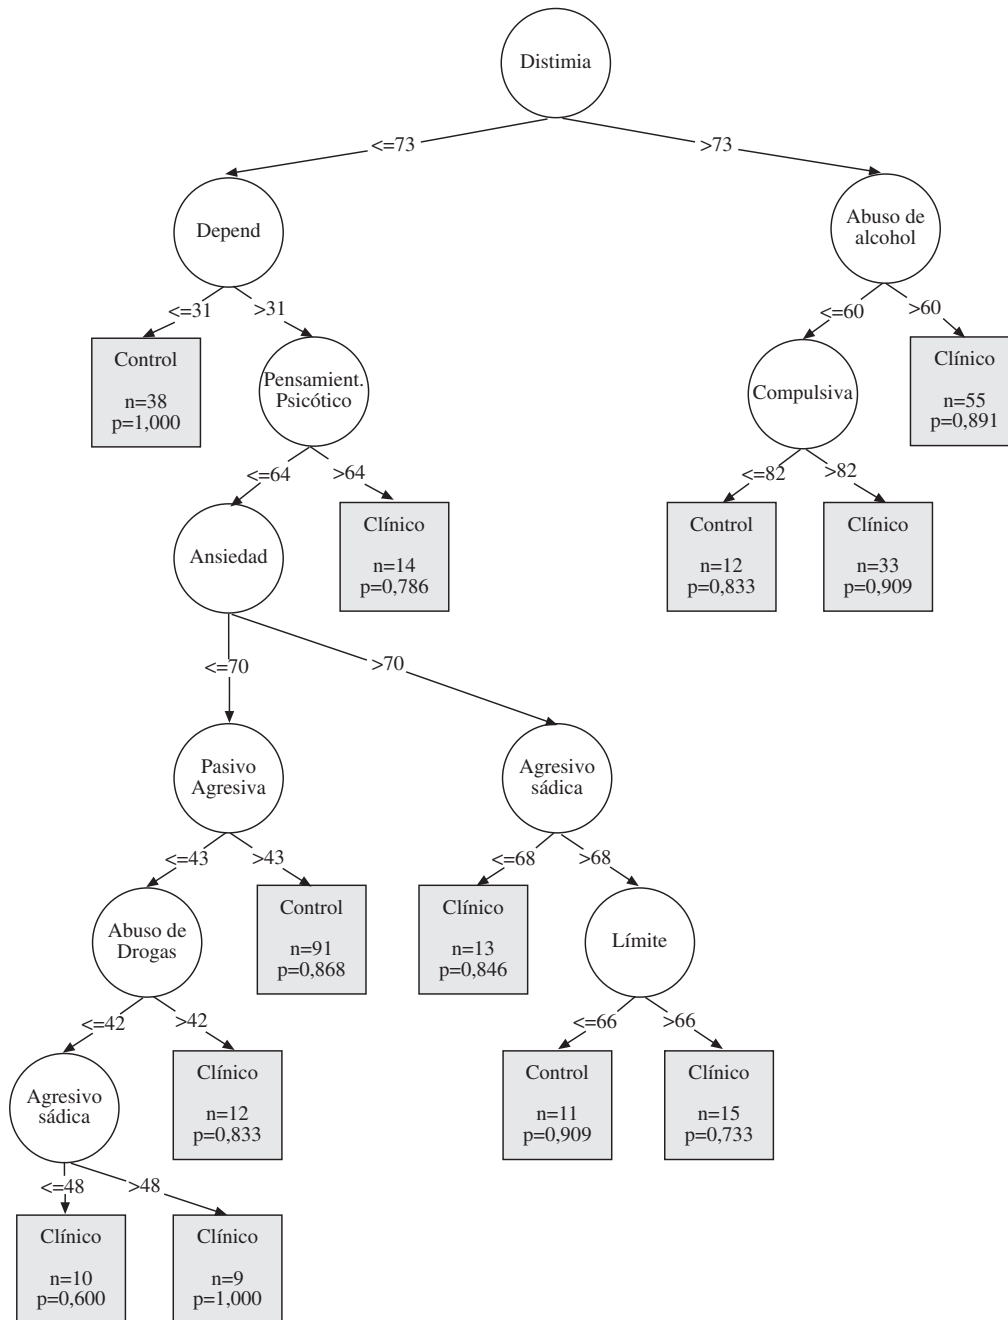 Distimia
<=73
>73
Depend
Abuso de
alcohol
<=31
>31
<=60
>60
Control
n=38
p=1,000
Pensamient.
Psicótico
Compulsiva
Clínico
n=55
p=0,891
<=64
>64
<=82
>82
Ansiedad
Clínico
n=14
p=0,786
Control
n=12
p=0,833
Clínico
n=33
p=0,909
<=70
>70
Pasivo
Agresiva
Agresivo
sádica
<=43
>43
<=68
>68
Abuso de
Drogas
Control
n=91
p=0,868
Clínico
n=13
p=0,846
Límite
<=42
>42
<=66
>66
Agresivo
sádica
Clínico
n=12
p=0,833
Control
n=11
p=0,909
Clínico
n=15
p=0,733
<=48
>48
Clínico
n=10
p=0,600
Clínico
n=9
p=1,000